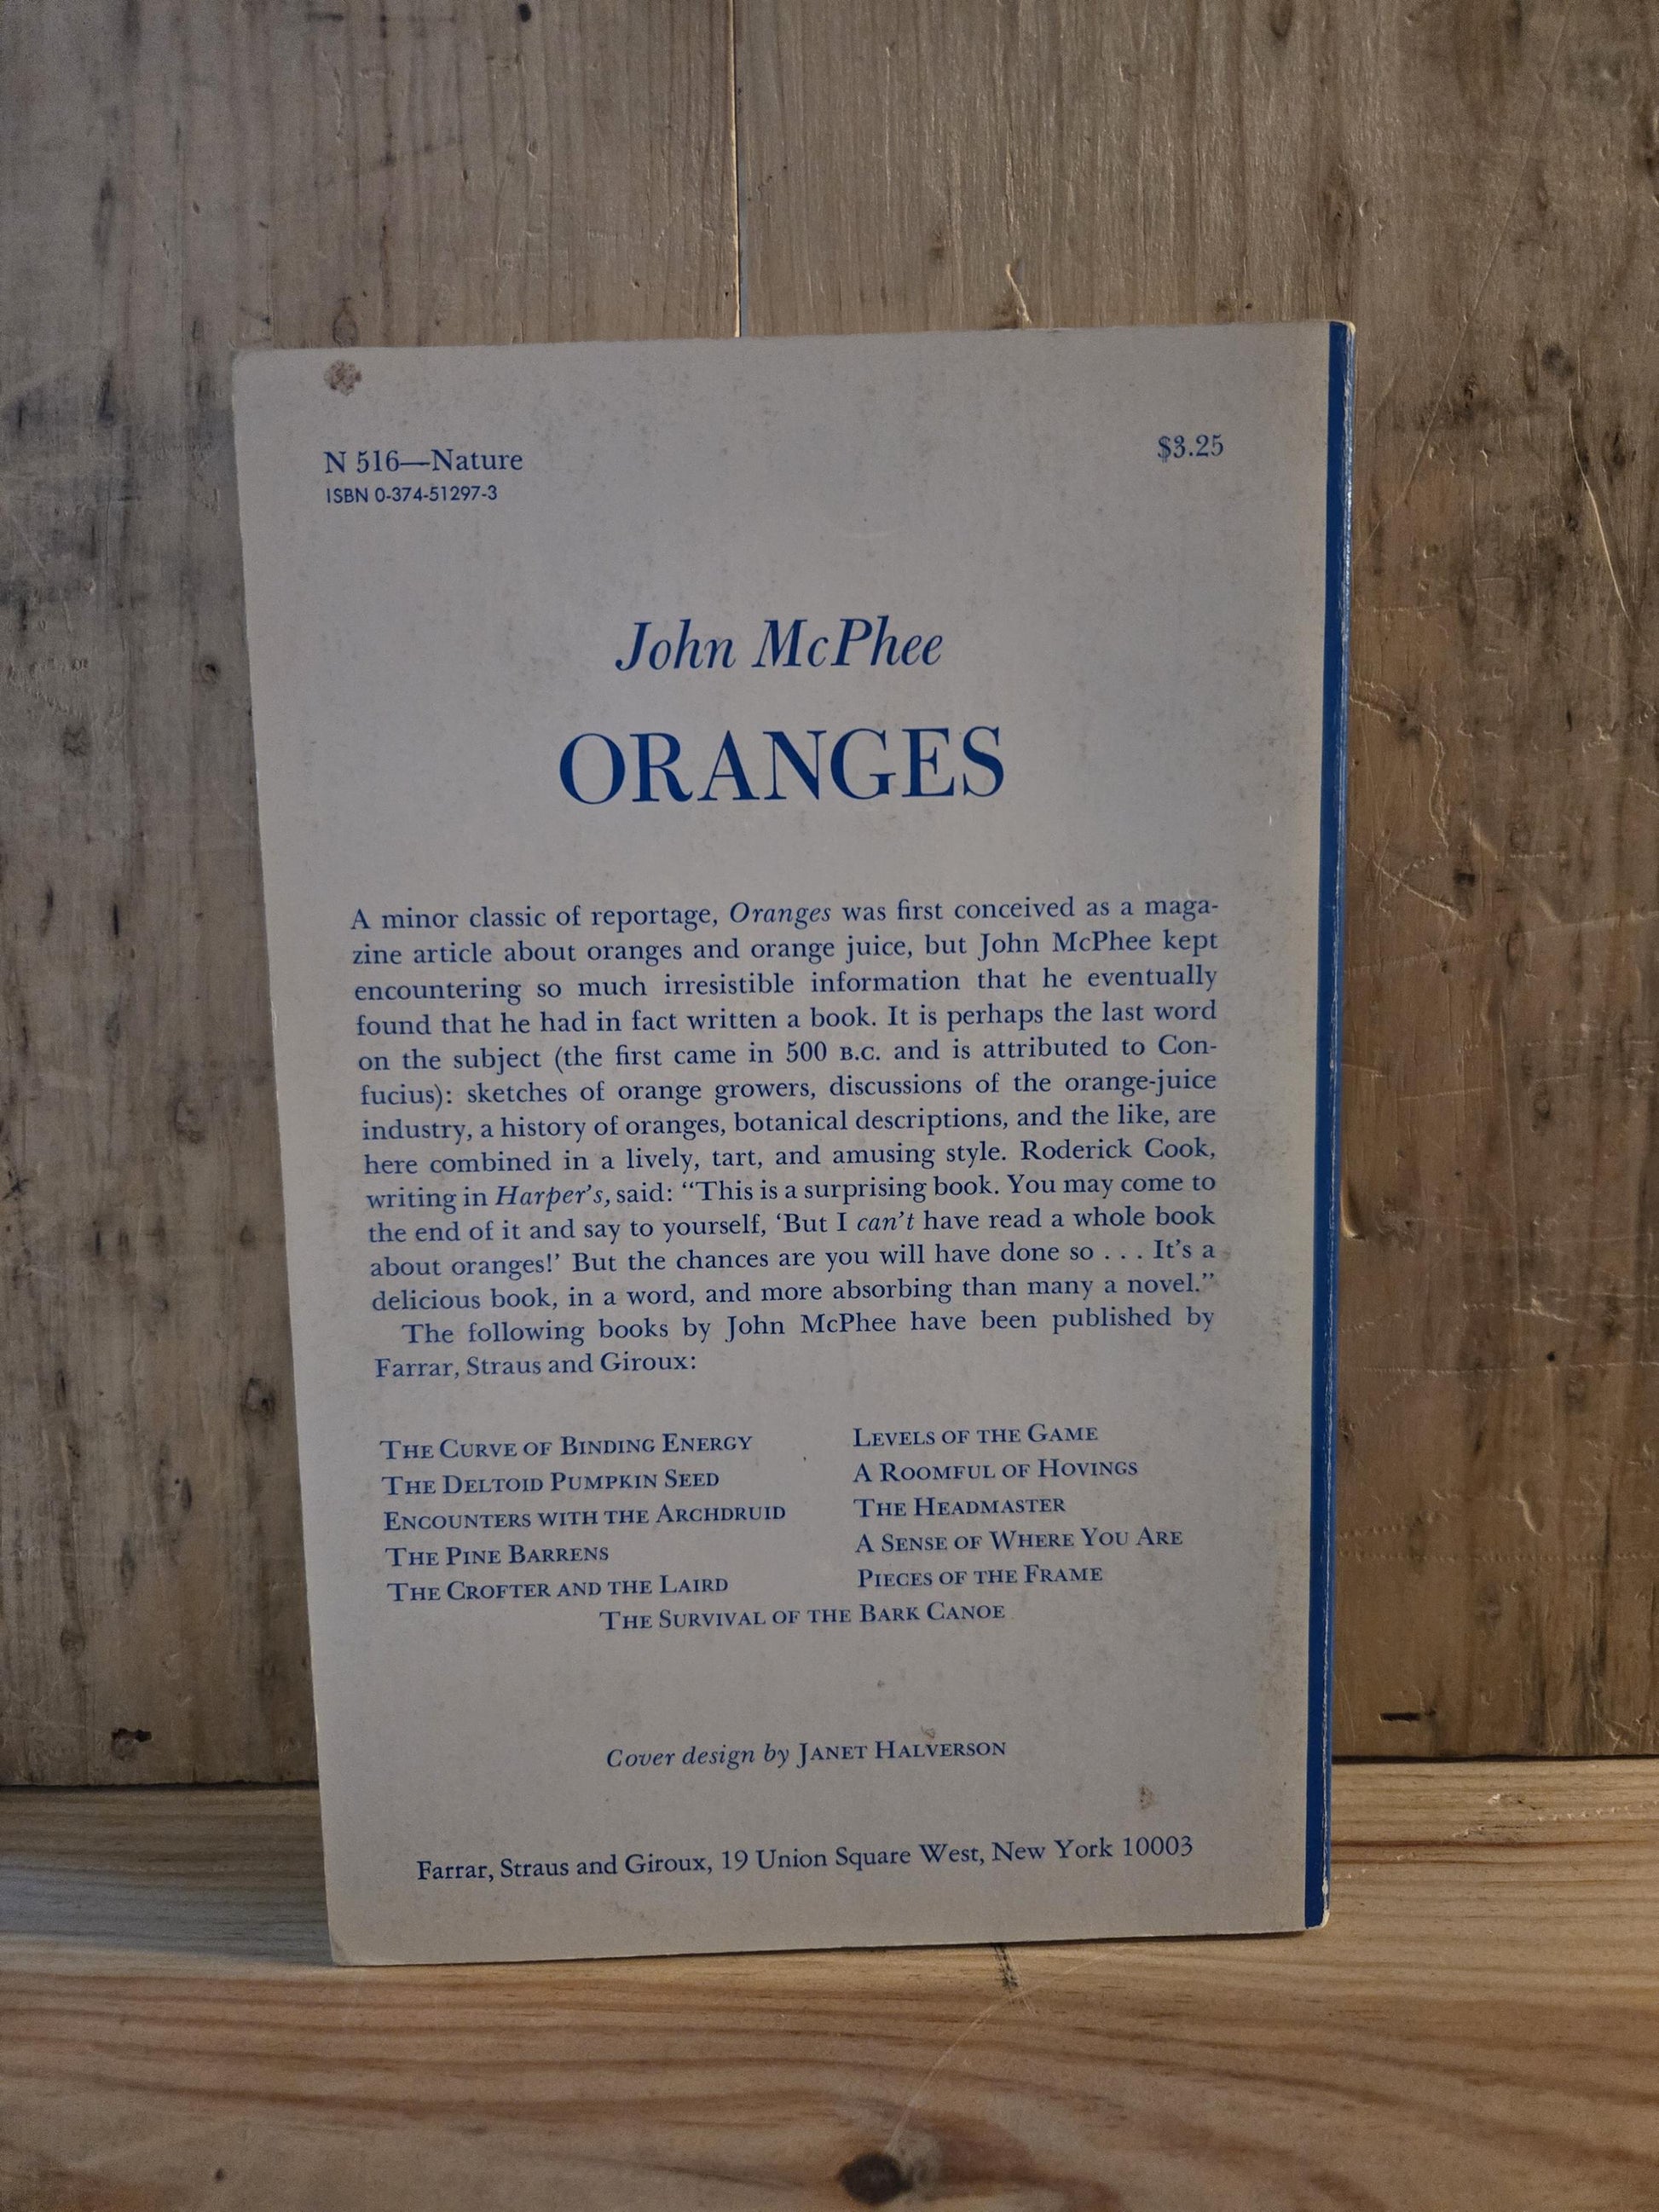 N 516—Nature
$3.25
ISBN 0-374-51297-3
John McPhee
ORANGES
A minor classic of reportage, Oranges was first conceived as a maga-
zine article about oranges and orange juice, but John McPhee kept
encountering so much irresistible information that he eventually
found that he had in fact written a book. It is perhaps the last word
on the subject (the first came in 500 B.C. and is attributed to Con-
fucius): sketches of orange growers, discussions of the orange-juice
industry, a history of oranges, botanical descriptions, and the like, are
here combined in a lively, tart, and amusing style. Roderick Cook,
writing in Harper's, said: “This is a surprising book. You may come to
the end of it and say to yourself, ‘But I can't have read a whole book
about oranges!’ But the chances are you will have done so . . . It's a
delicious book, in a word, and more absorbing than many a novel.”
The following books by John McPhee have been published by
Farrar, Straus and Giroux:
THE CURVE OF BINDING ENERGY
THE DELTOID PUMPKIN SEED
ENCOUNTERS WITH THE ARCHDRUID
THE PINE BARRENS
THE CROFTER AND THE LAIRD
LEVELS OF THE GAME
A ROOMFUL OF HOVINGS
THE HEADMASTER
A SENSE OF WHERE YOU ARE
PIECES OF THE FRAME
THE SURVIVAL OF THE BARK CANOE
Cover design by JANET HALVERSON
Farrar, Straus and Giroux, 19 Union Square West, New York 10003